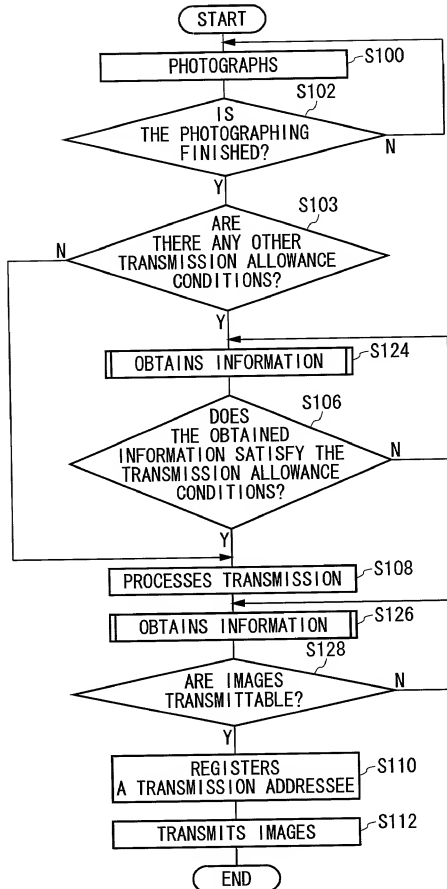 START
PHOTOGRAPHS
S100
S102
IS
THE PHOTOGRAPHING
FINISHED?
N
Y
S103
ARE
THERE ANY OTHER
TRANSMISSION ALLOWANCE
CONDITIONS?
N
Y
OBTAINS INFORMATION
S124
S106
DOES
THE OBTAINED
INFORMATION SATISFY THE
TRANSMISSION ALLOWANCE
CONDITIONS?
N
Y
PROCESSES TRANSMISSION
S108
OBTAINS INFORMATION
S126
S128
ARE IMAGES
TRANSMITTABLE?
N
Y
REGISTERS
A TRANSMISSION ADDRESSEE
S110
TRANSMITS IMAGES
S112
END